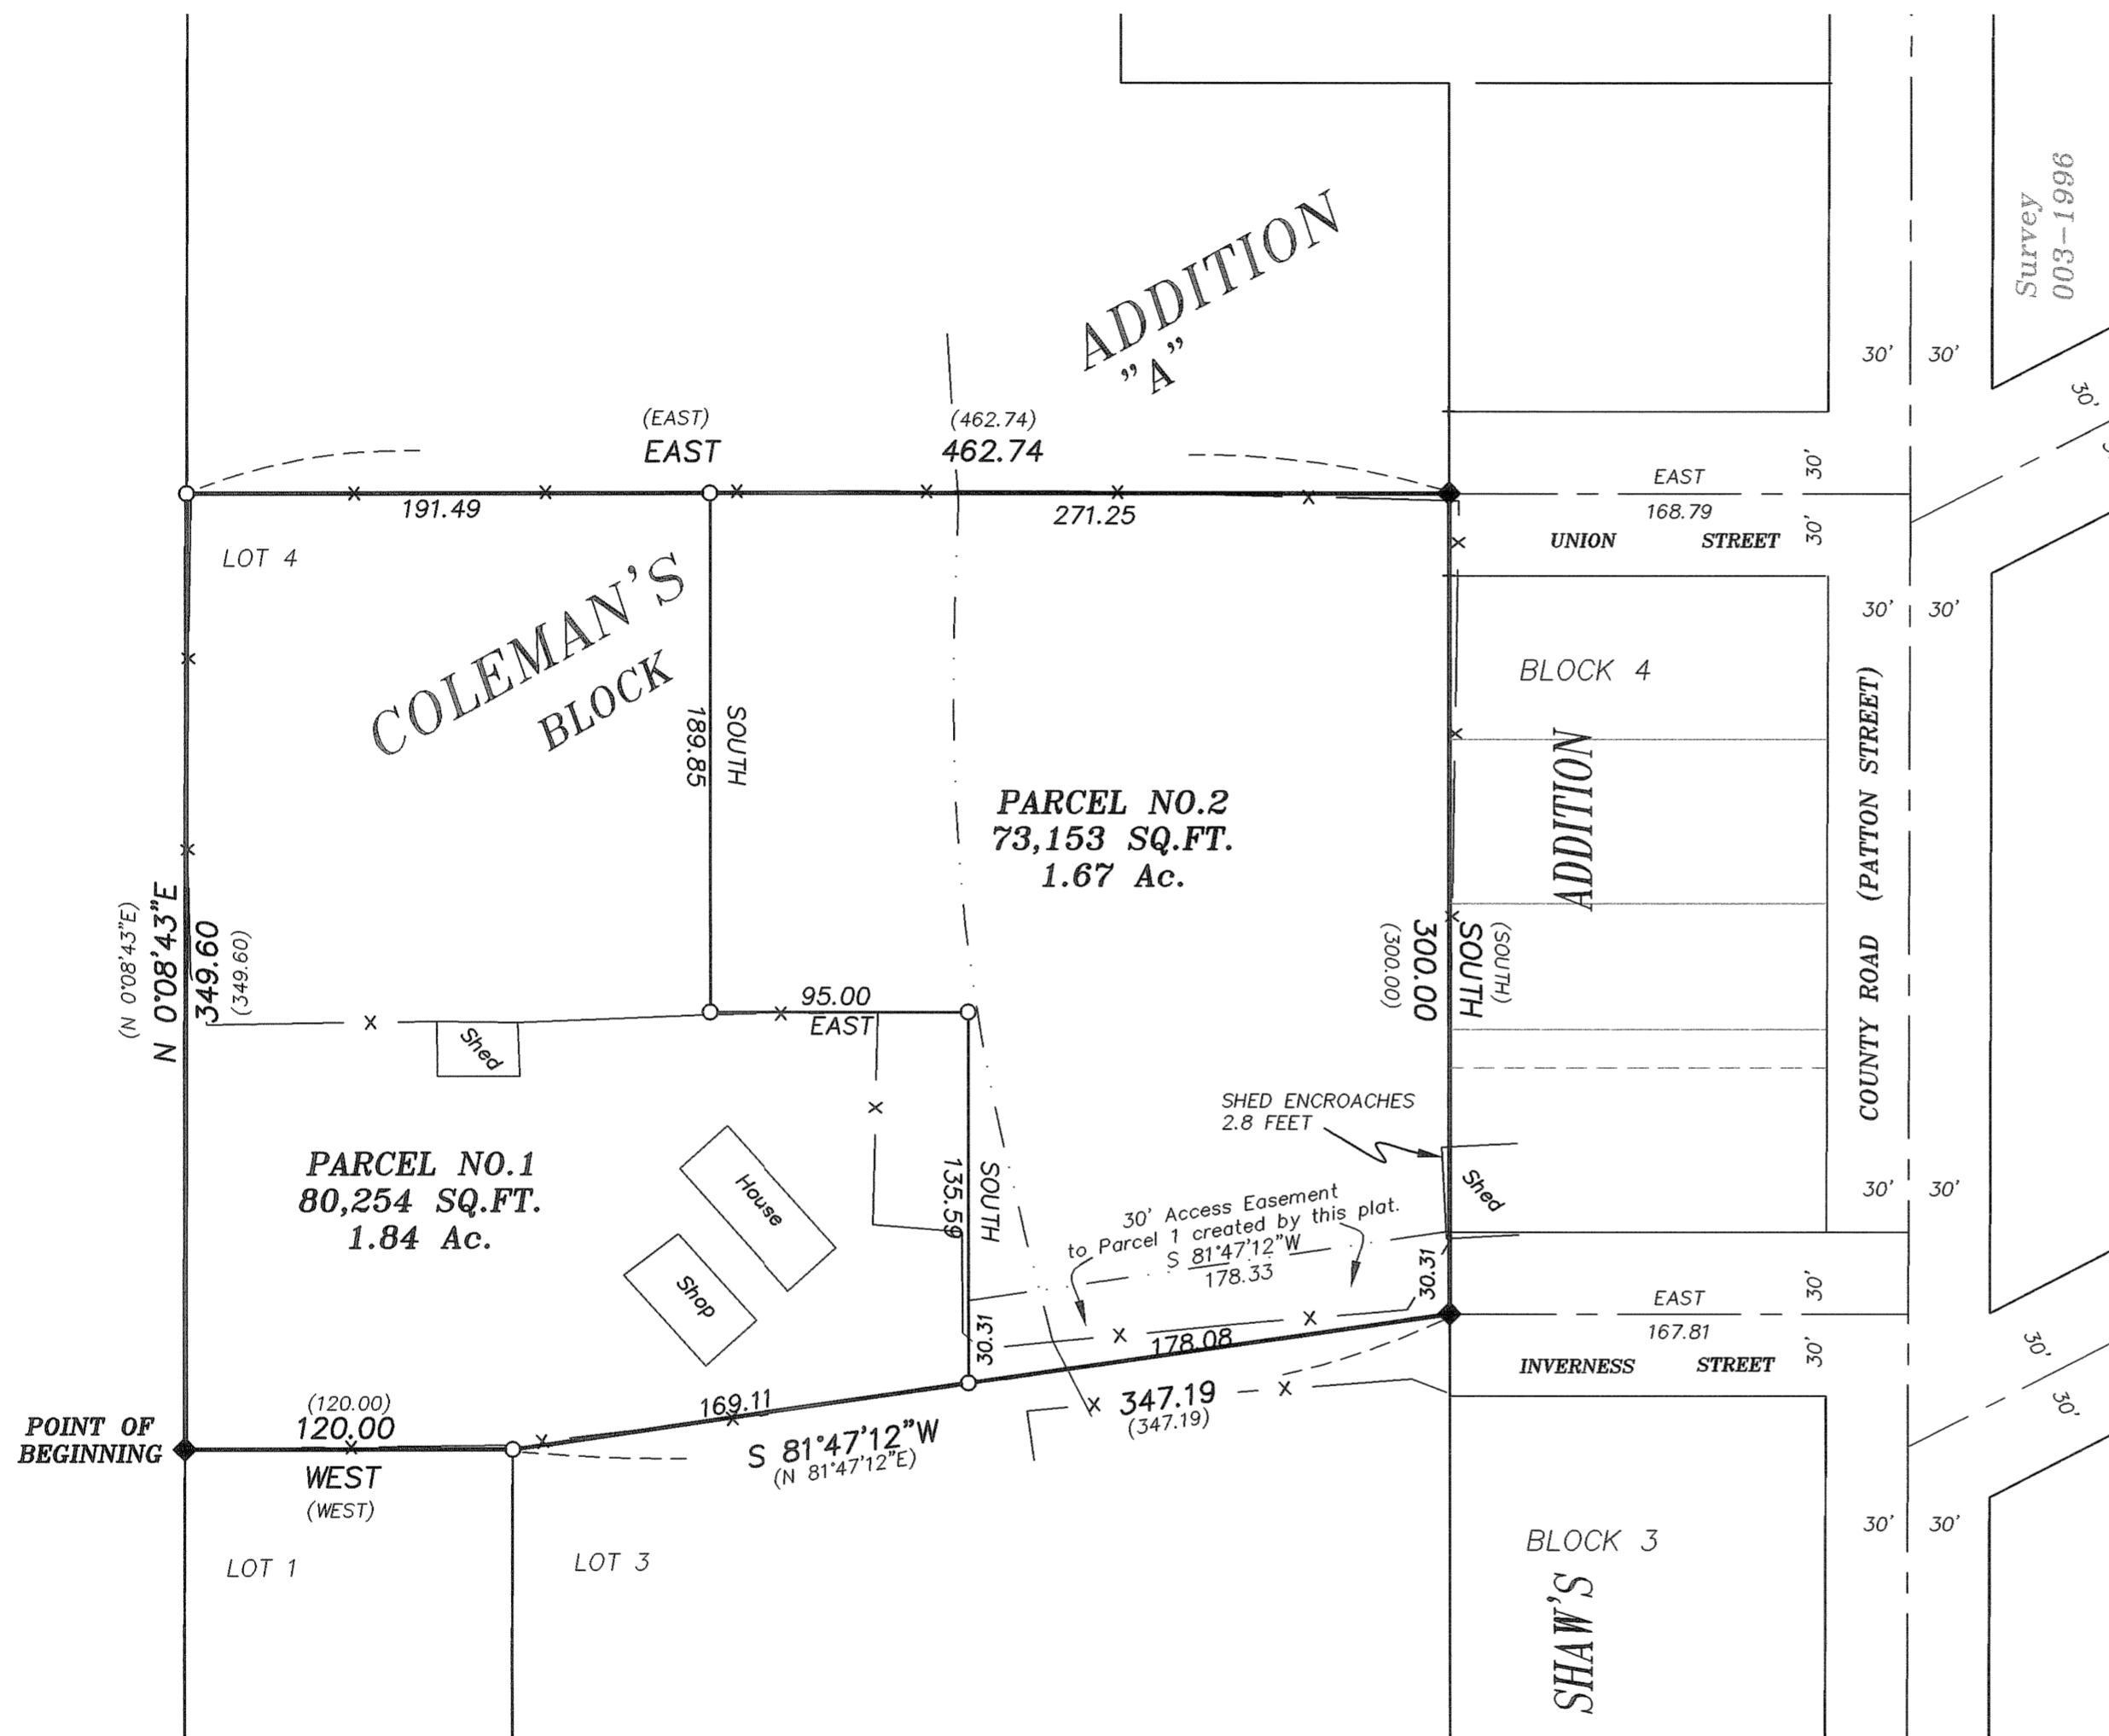 Survey
003-1996
ADDITION
"A"
30' 30'
30'
(EAST)
EAST
(462.74)
462.74
191.49
271.25
EAST
168.79
30'
30'
UNION STREET
LOT 4
COLEMAN'S
BLOCK
SOUTH
189.85
30' 30'
BLOCK 4
ADDITION
COUNTY ROAD (PATTON STREET)
PARCEL NO.2
73,153 SQ.FT.
1.67 Ac.
(N 0°08'43"E)
N 0°08'43"E
349.60
(349.60)
(SOUTH)
SOUTH
300.00
(300.00)
95.00
EAST
Shed
SHED ENCROACHES
2.8 FEET
PARCEL NO.1
80,254 SQ.FT.
1.84 Ac.
House
Shop
SOUTH
135.59
Shed
30' 30'
30' Access Easement
to Parcel 1 created by this plat.
S 81°47'12"W
178.33
30.31
30.31
178.08
EAST
167.81
30'
30'
INVERNESS STREET
30'
30'
347.19
(347.19)
169.11
S 81°47'12"W
(N 81°47'12"E)
POINT OF
BEGINNING
(120.00)
120.00
WEST
(WEST)
LOT 1
LOT 3
BLOCK 3
SHAW'S
30' 30'